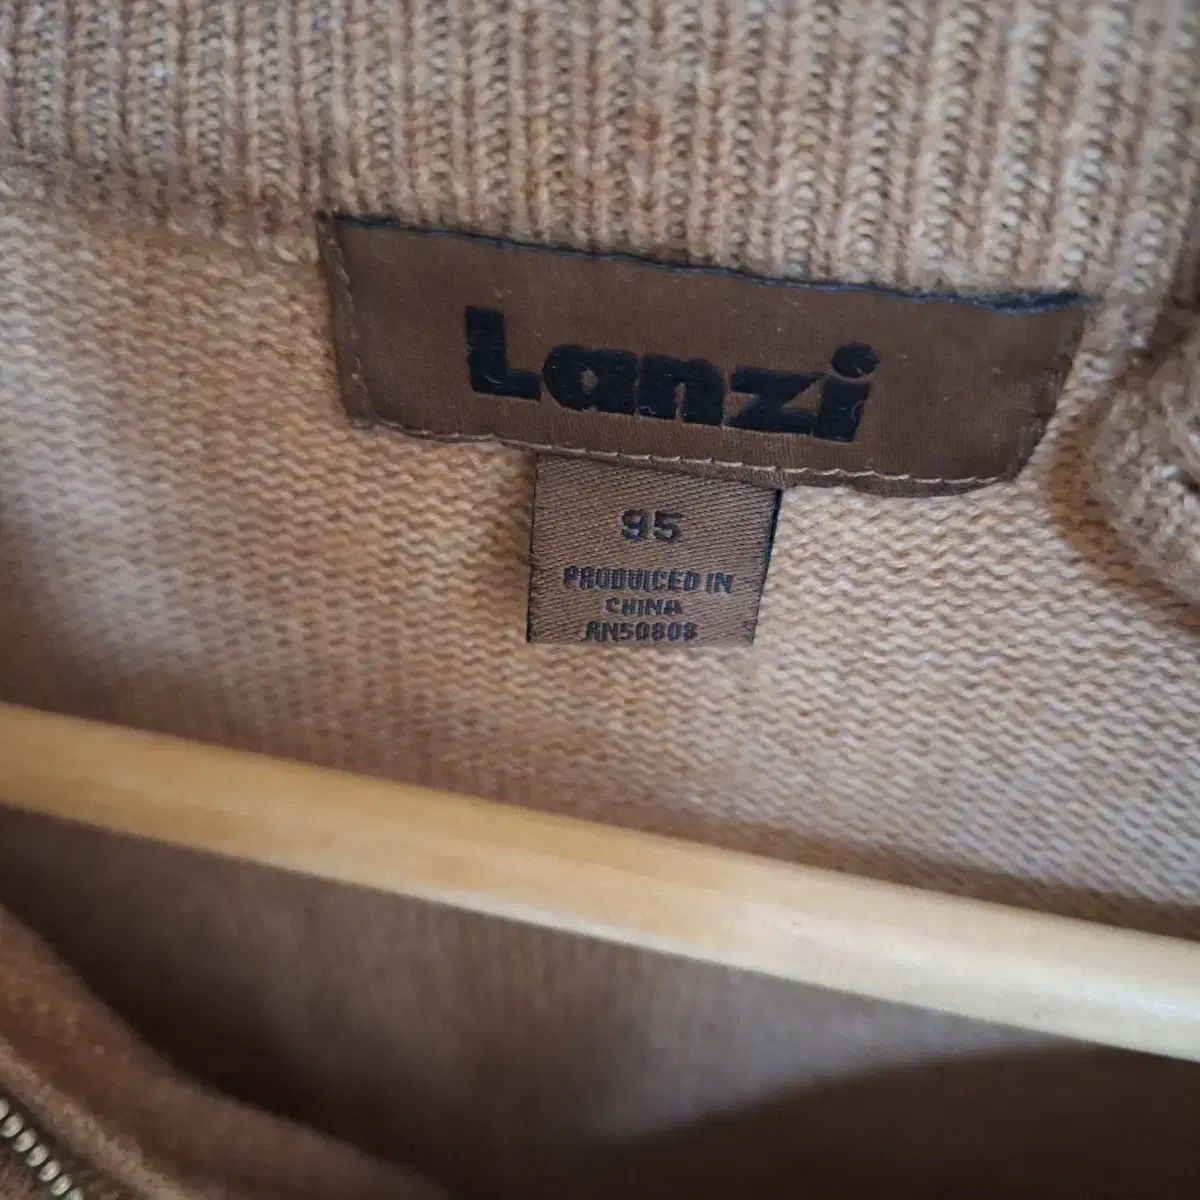 Lanzi
95
PRODUCED IN
CHINA
RN50808